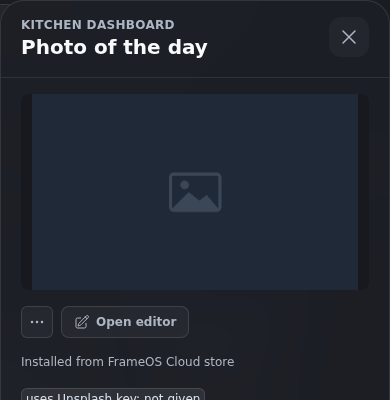 KITCHEN DASHBOARD
Photo of the day
Open editor
Installed from FrameOS Cloud store
uses Unsplash key: not given